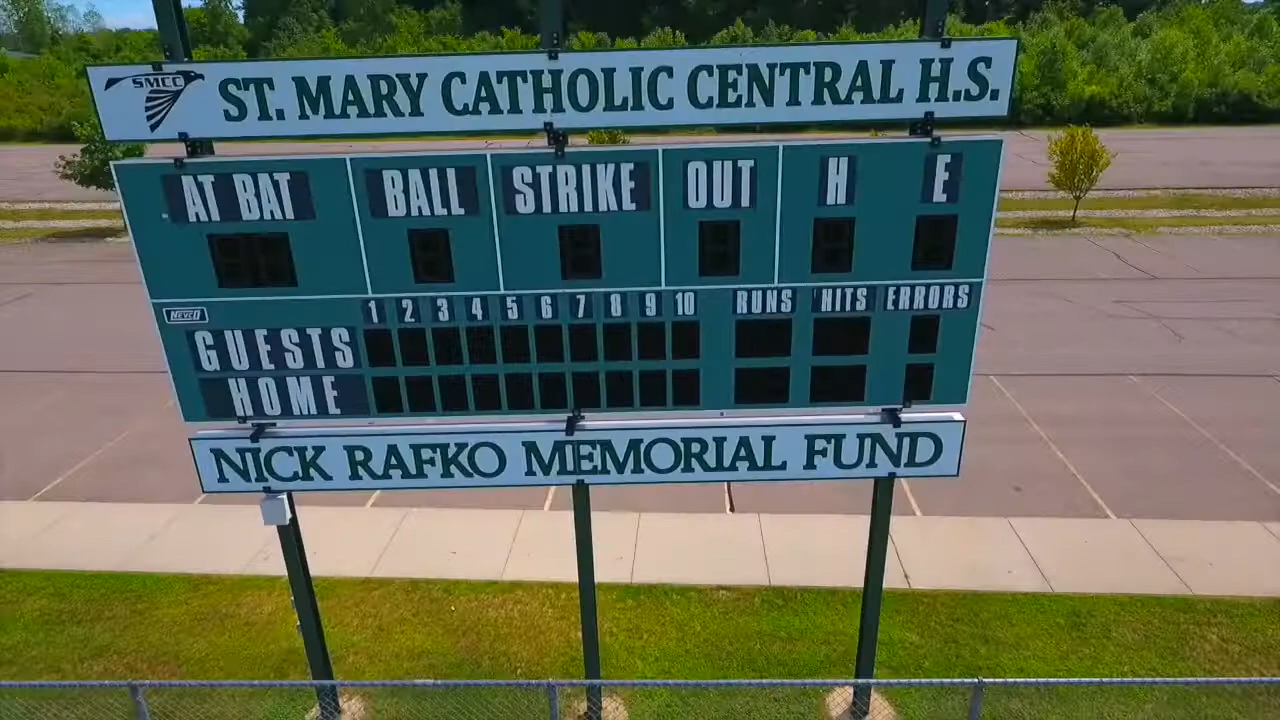 SMCC
ST. MARY CATHOLIC CENTRAL H.S.
AT BAT BALL STRIKE OUT H E
NEVCO
1 2 3 4 5 6 7 8 9 10 RUNS HITS ERRORS
GUESTS
HOME
NICK RAFKO MEMORIAL FUND